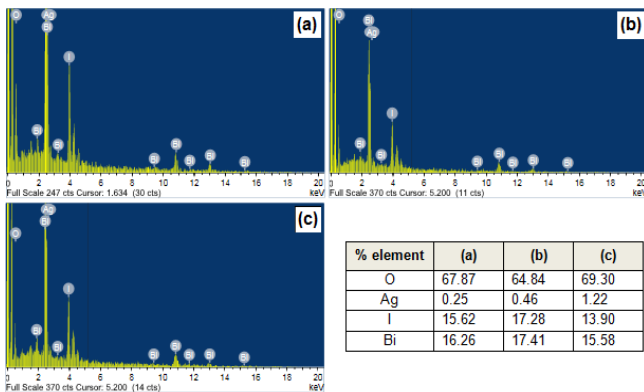 (a)
O Ag Bi I Bi Bi Bi Bi Bi Bi Bi
0 2 4 6 8 10 12 14 16 18 20
Full Scale 247 cts Cursor: 1.634 (30 cts) keV
(b)
O Bi Ag I Bi Bi Bi Bi Bi Bi Bi
0 2 4 6 8 10 12 14 16 18 20
Full Scale 370 cts Cursor: 5.200 (11 cts) keV
(c)
O Ag Bi I Bi Bi Bi Bi Bi Bi Bi
0 2 4 6 8 10 12 14 16 18 20
Full Scale 370 cts Cursor: 5.200 (14 cts) keV
% element (a) (b) (c)
O 67.87 64.84 69.30
Ag 0.25 0.46 1.22
I 15.62 17.28 13.90
Bi 16.26 17.41 15.58